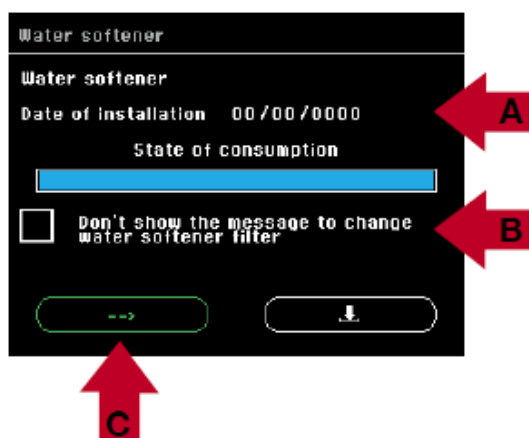 Water softener
Water softener
Date of installation 00/00/0000
A
State of consumption
Don't show the message to change
water softener filter
B
-->
C